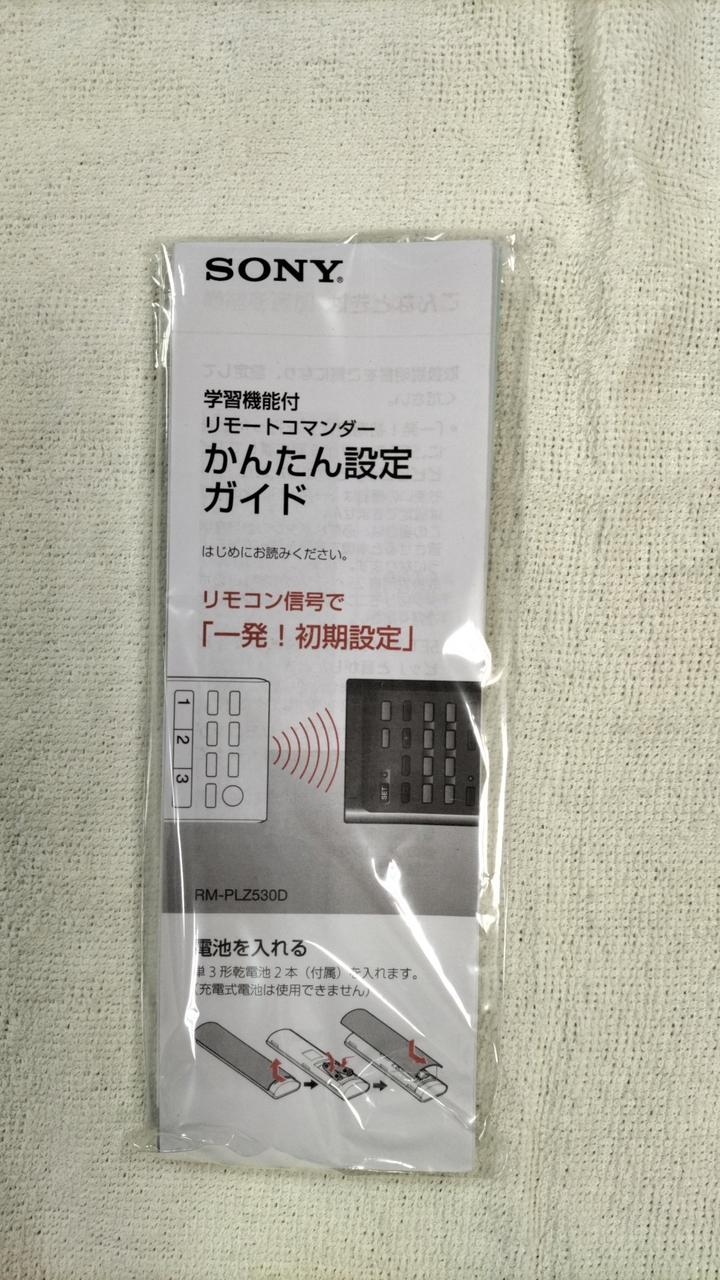 SONY®
学習機能付
リモートコマンダー
かんたん設定
ガイド
はじめにお読みください。
リモコン信号で
「一発！初期設定」
1
2
3
SET
RM-PLZ530D
電池を入れる
単3形乾電池2本（付属）を入れます。
（充電式電池は使用できません）